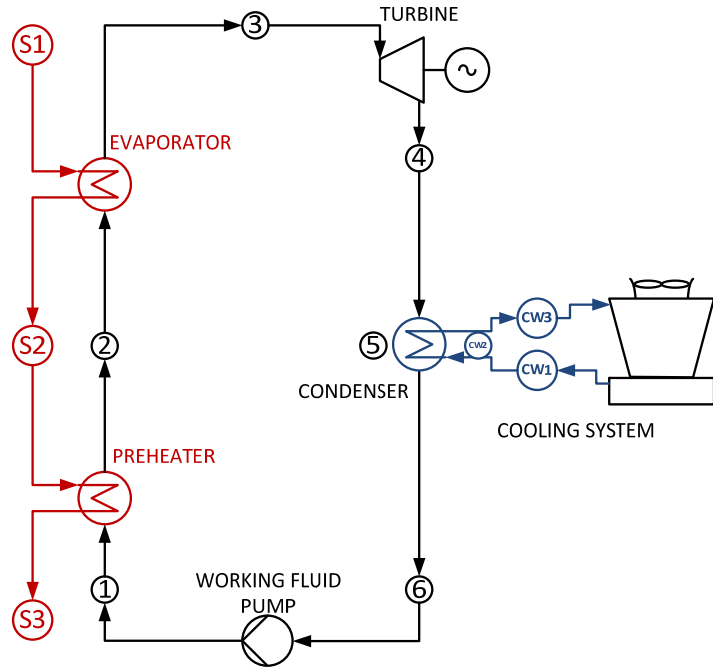 TURBINE
S1
3
EVAPORATOR
4
S2
2
5
CW3
CW2
CW1
CONDENSER
COOLING SYSTEM
PREHEATER
1
WORKING FLUID
PUMP
6
S3